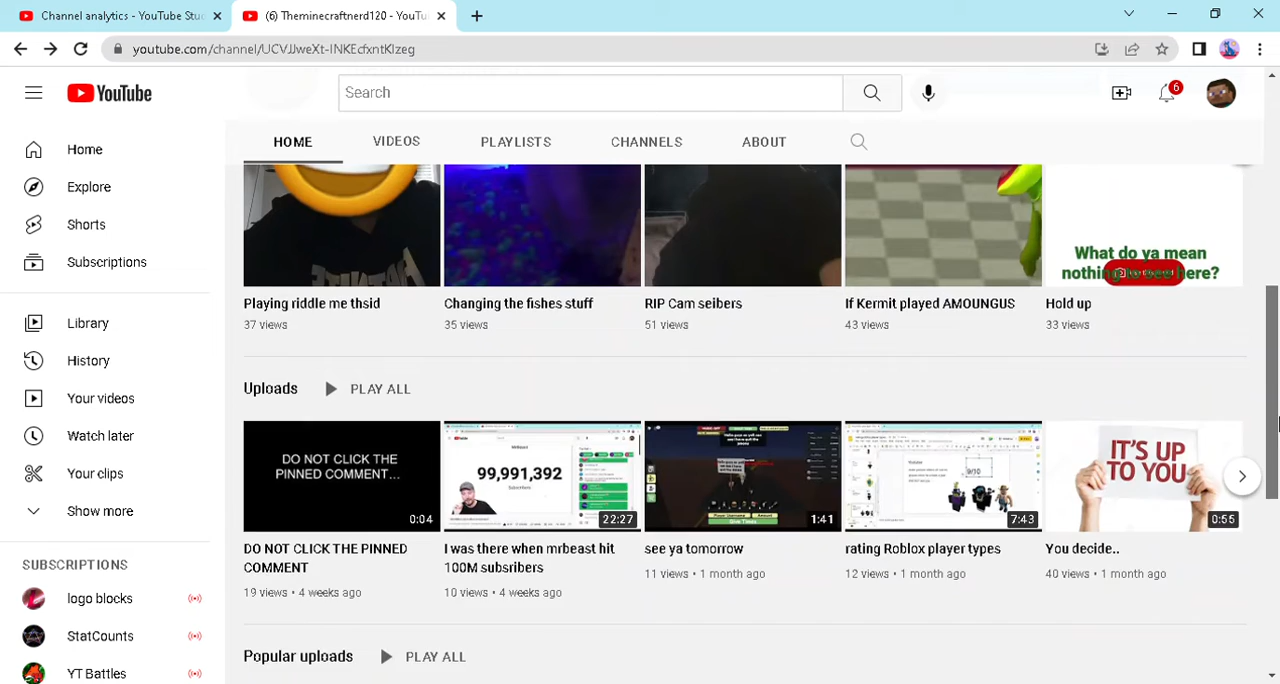 Channel analytics - YouTube Stu
(6) Theminecraftnerd120 - YouTu
youtube.com/channel/UCVJJweXt-INKEcfxntKIzeg
YouTube
Search
6
HOME VIDEOS PLAYLISTS CHANNELS ABOUT
Home
Explore
Shorts
Subscriptions
Library
History
Your videos
Watch later
Your clips
Show more
SUBSCRIPTIONS
logo blocks
StatCounts
YT Battles
What do ya mean
nothing to see here?
Playing riddle me thsid
37 views
Changing the fishes stuff
35 views
RIP Cam seibers
51 views
If Kermit played AMOUNGUS
43 views
Hold up
33 views
Uploads PLAY ALL
DO NOT CLICK THE
PINNED COMMENT...
0:04
DO NOT CLICK THE PINNED
COMMENT
19 views • 4 weeks ago
99,991,392
22:27
I was there when mrbeast hit
100M subsribers
10 views • 4 weeks ago
1:41
see ya tomorrow
11 views • 1 month ago
9/10
7:43
rating Roblox player types
12 views • 1 month ago
IT'S UP
TO YOU
0:55
You decide..
40 views • 1 month ago
Popular uploads PLAY ALL